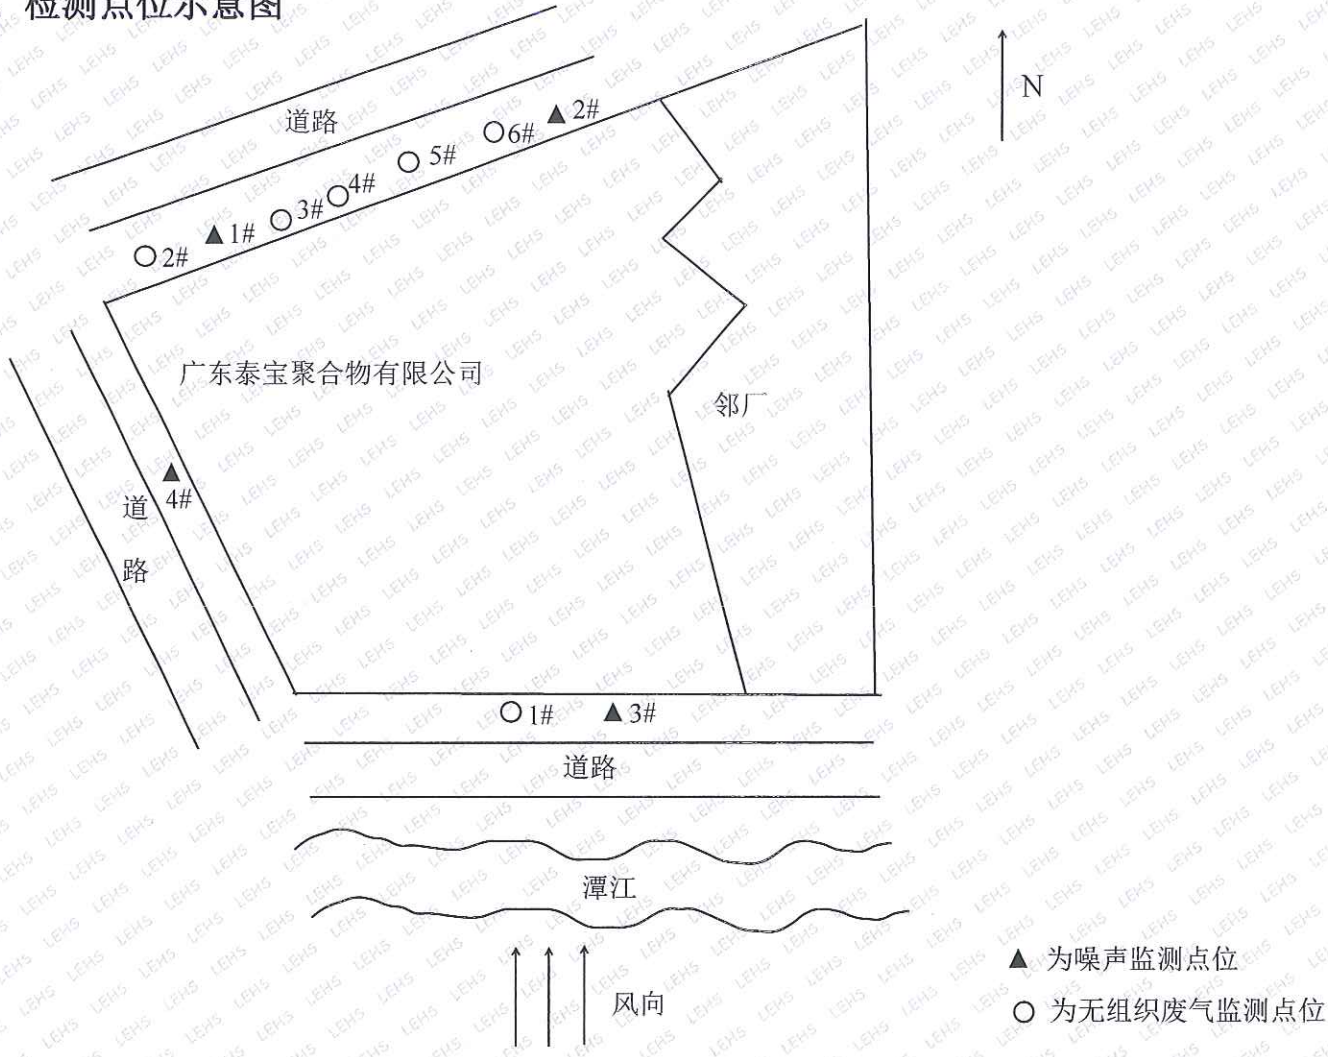 检测点位示意图
N
道路
2#
6#
5#
4#
3#
1#
2#
广东泰宝聚合物有限公司
邻厂
4#
道
路
1#
3#
道路
潭江
风向
为噪声监测点位
为无组织废气监测点位
LEHS